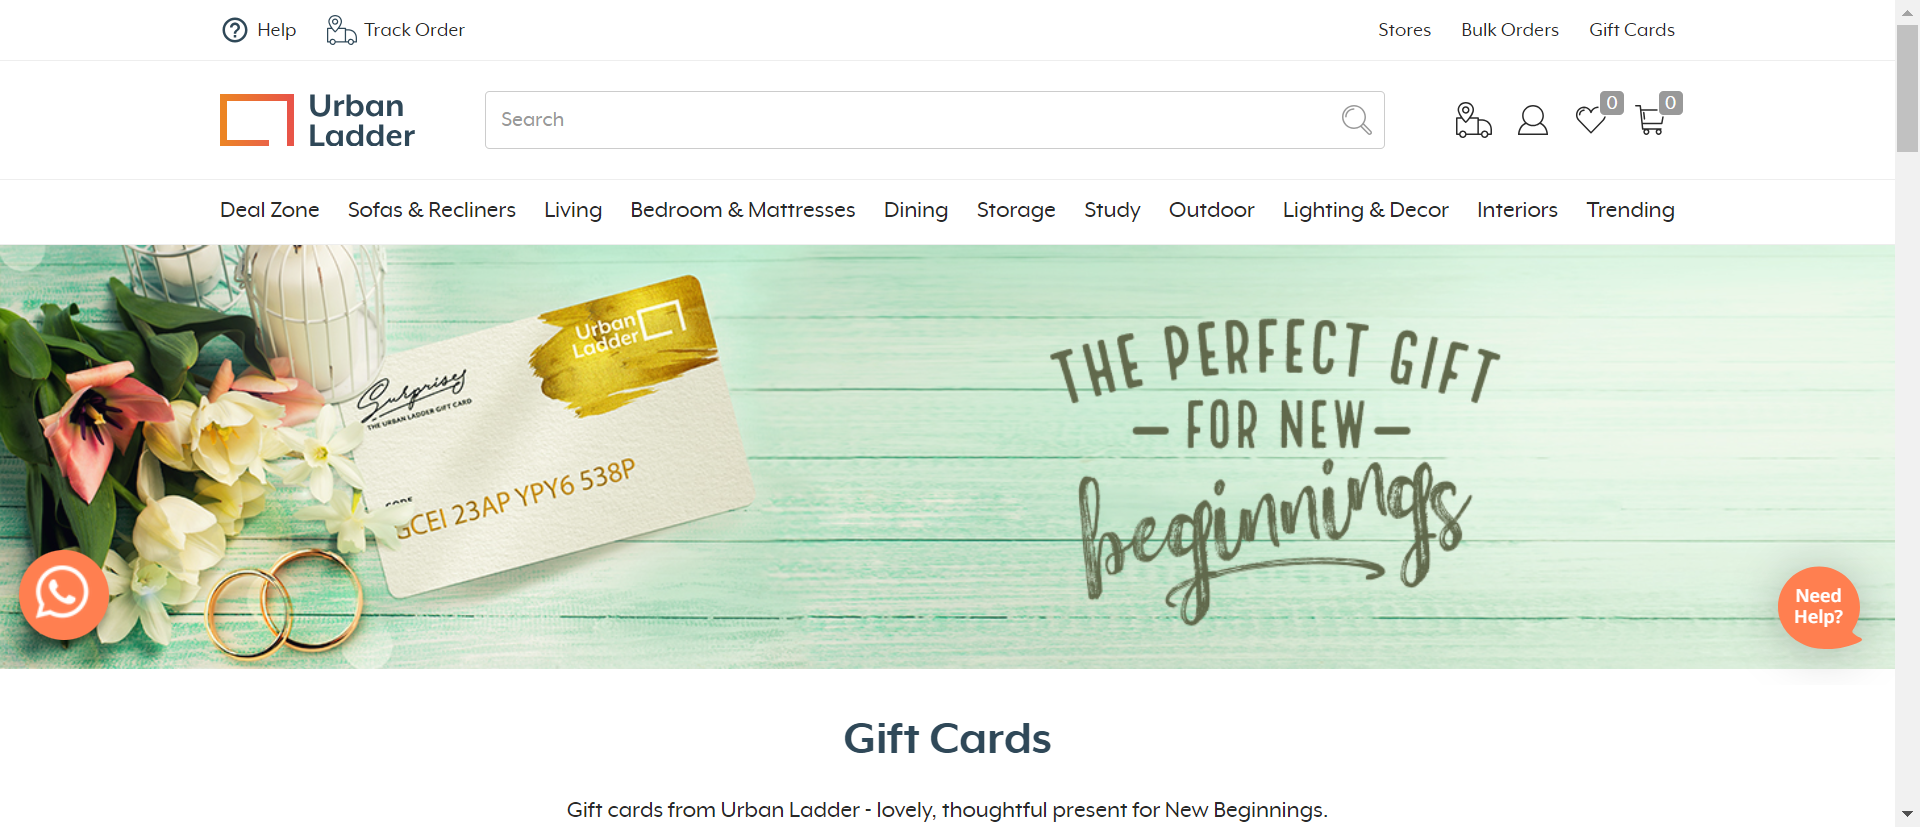 Help
Track Order
Stores
Bulk Orders
Gift Cards
Urban
Ladder
Search
0
0
Deal Zone
Sofas & Recliners
Living
Bedroom & Mattresses
Dining
Storage
Study
Outdoor
Lighting & Decor
Interiors
Trending
Urban
Ladder
Surprises
THE URBAN LADDER GIFT CARD
CODE
GCEI 23AP YPY6 538P
THE PERFECT GIFT
FOR NEW
beginnings
Need
Help?
Gift Cards
Gift cards from Urban Ladder - lovely, thoughtful present for New Beginnings.